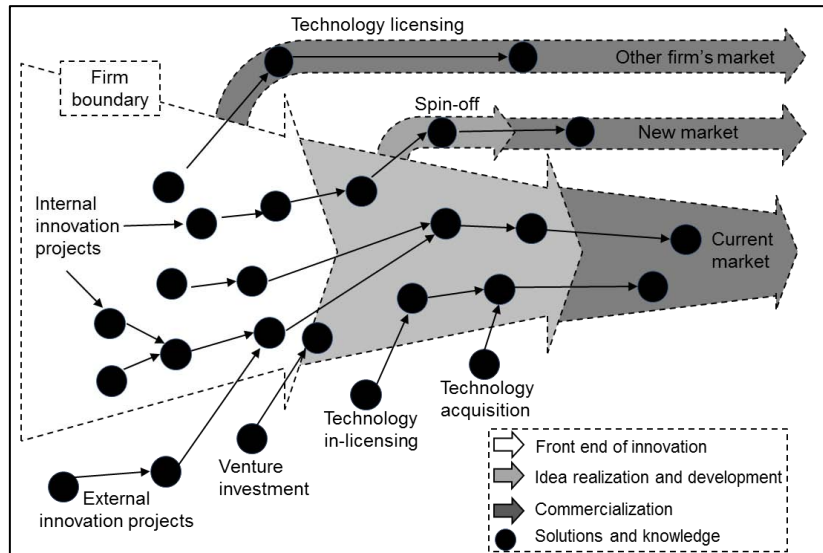 Technology licensing
Other firm's market
Firm
boundary
Spin-off
New market
Internal
innovation
projects
Current
market
Technology
acquisition
Technology
in-licensing
Venture
investment
External
innovation projects
Front end of innovation
Idea realization and development
Commercialization
Solutions and knowledge